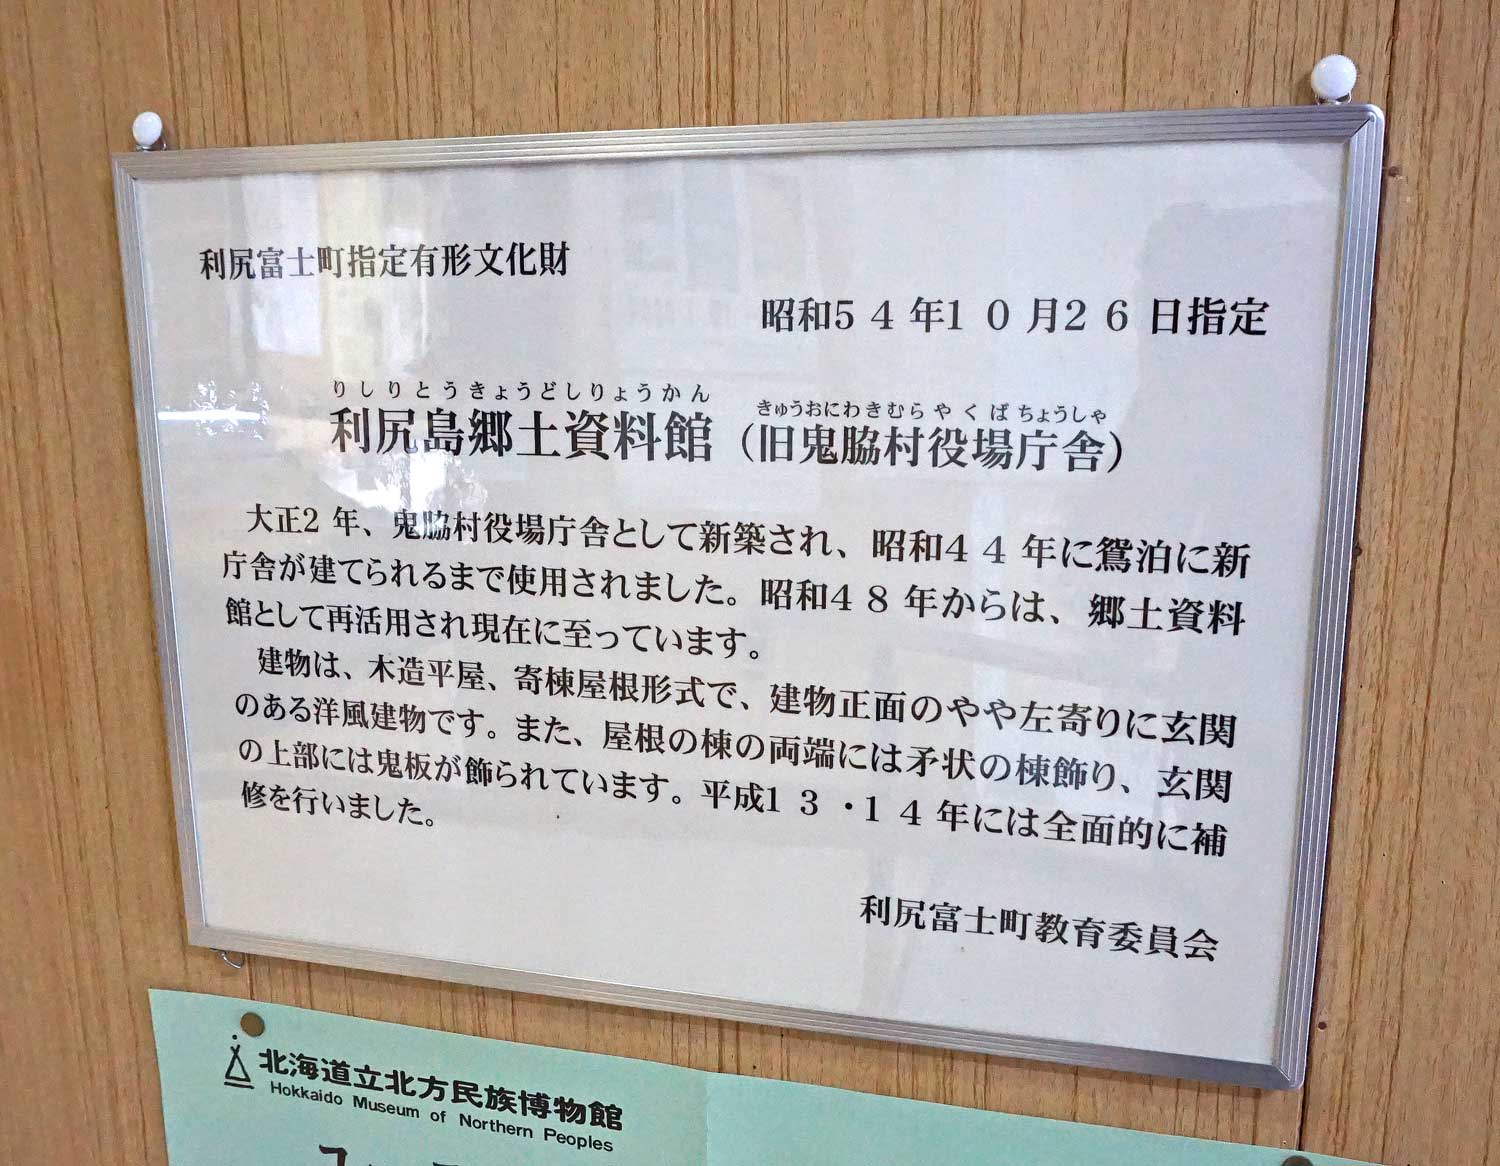 利尻富士町指定有形文化財
昭和54年10月26日指定
りしりとうきょうどしりょうかん きゅうおにわきむらやくばちょうしゃ
利尻島郷土資料館（旧鬼脇村役場庁舎）
大正2年、鬼脇村役場庁舎として新築され、昭和44年に鴛泊に新
庁舎が建てられるまで使用されました。昭和48年からは、郷土資料
館として再活用され現在に至っています。
建物は、木造平屋、寄棟屋根形式で、建物正面のやや左寄りに玄関
のある洋風建物です。また、屋根の棟の両端には矛状の棟飾り、玄関
の上部には鬼板が飾られています。平成13・14年には全面的に補
修を行いました。
利尻富士町教育委員会
北海道立北方民族博物館
Hokkaido Museum of Northern Peoples